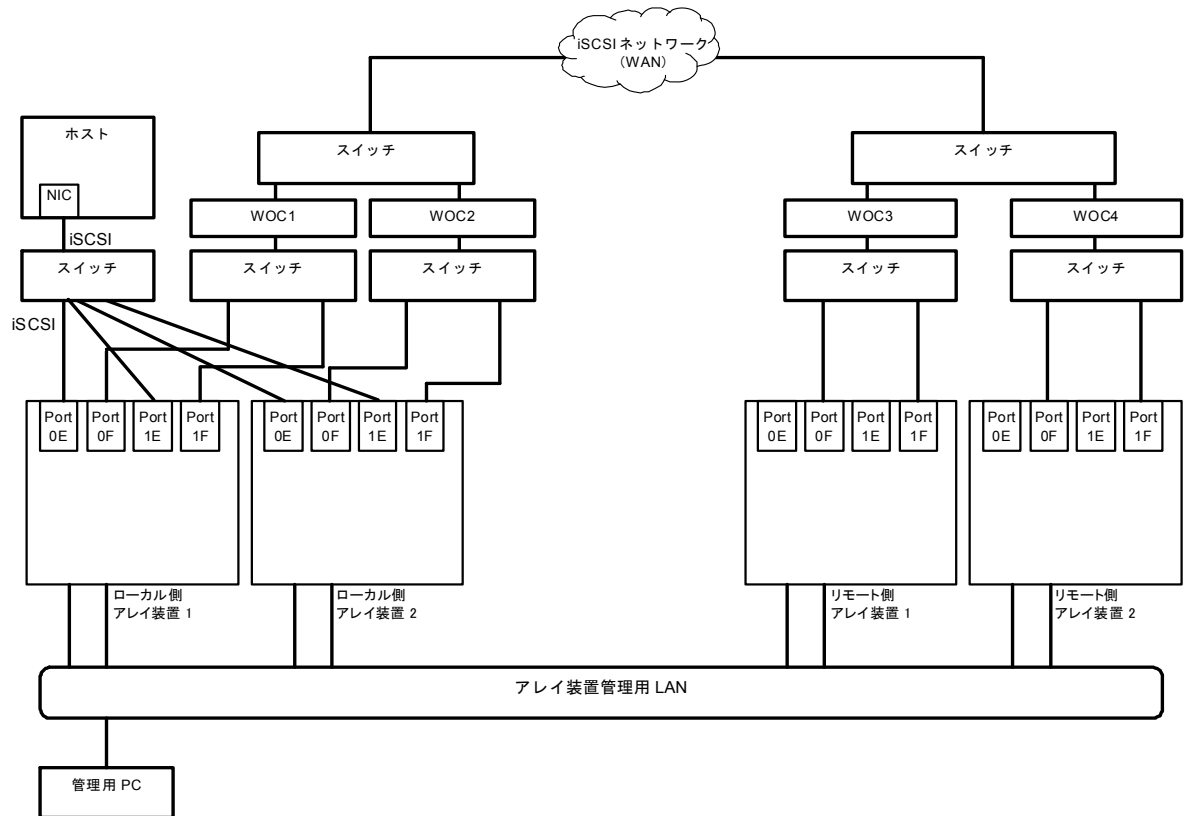 iSCSIネットワーク
（WAN）
ホスト
NIC
スイッチ
スイッチ
WOC1
WOC2
WOC3
WOC4
iSCSI
スイッチ
スイッチ
スイッチ
スイッチ
スイッチ
iSCSI
Port
0E
Port
0F
Port
1E
Port
1F
Port
0E
Port
0F
Port
1E
Port
1F
Port
0E
Port
0F
Port
1E
Port
1F
Port
0E
Port
0F
Port
1E
Port
1F
ローカル側
アレイ装置 1
ローカル側
アレイ装置 2
リモート側
アレイ装置 1
リモート側
アレイ装置 2
アレイ装置管理用 LAN
管理用 PC